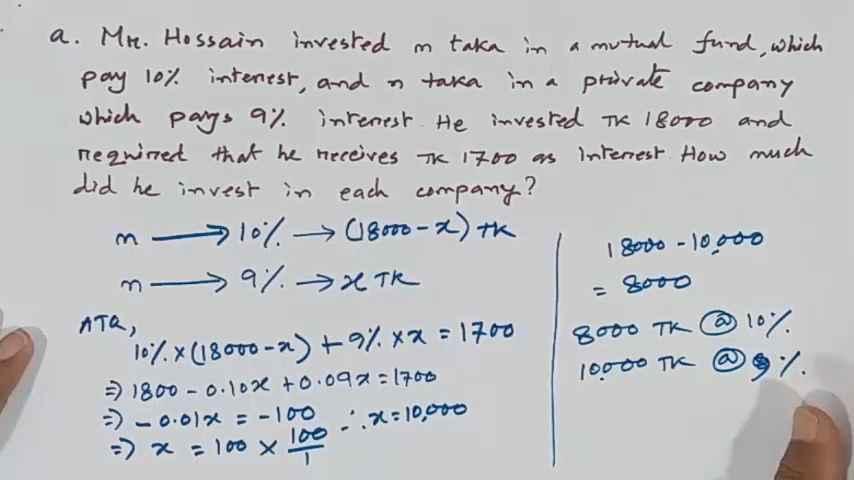 a. Mr. Hossain invested m taka in a mutual fund, which
pay 10% interest, and n taka in a private company
which pays 9% interest. He invested TK 18000 and
required that he receives TK 1700 as interest. How much
did he invest in each company?
m → 10% → (18000 - x) TK
n → 9% → x TK
ATQ,
10% × (18000 - x) + 9% × x = 1700
⇒ 1800 - 0.10x + 0.09x = 1700
⇒ - 0.01x = -100 ∴ x = 10,000
⇒ x = 100 × 100/1
18000 - 10,000
= 8000
8000 TK @ 10%.
10,000 TK @ 9%.